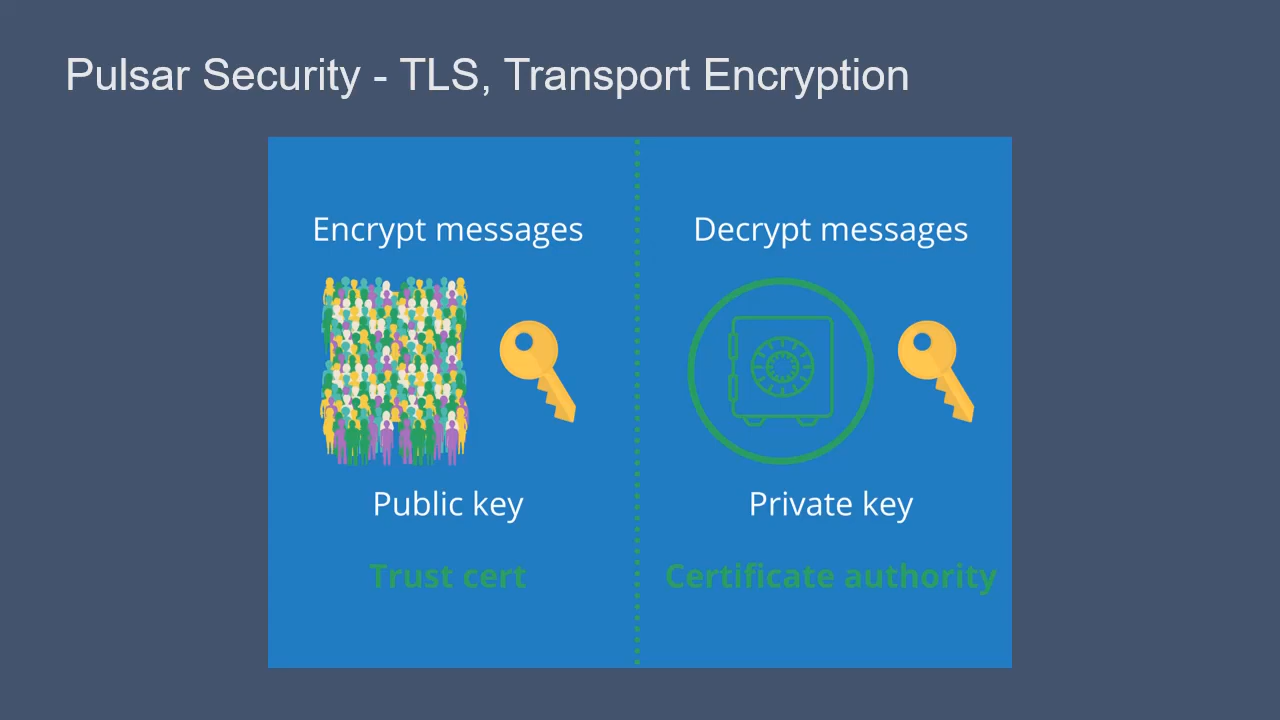 Pulsar Security - TLS, Transport Encryption
Encrypt messages
Public key
Trust cert
Decrypt messages
Private key
Certificate authority